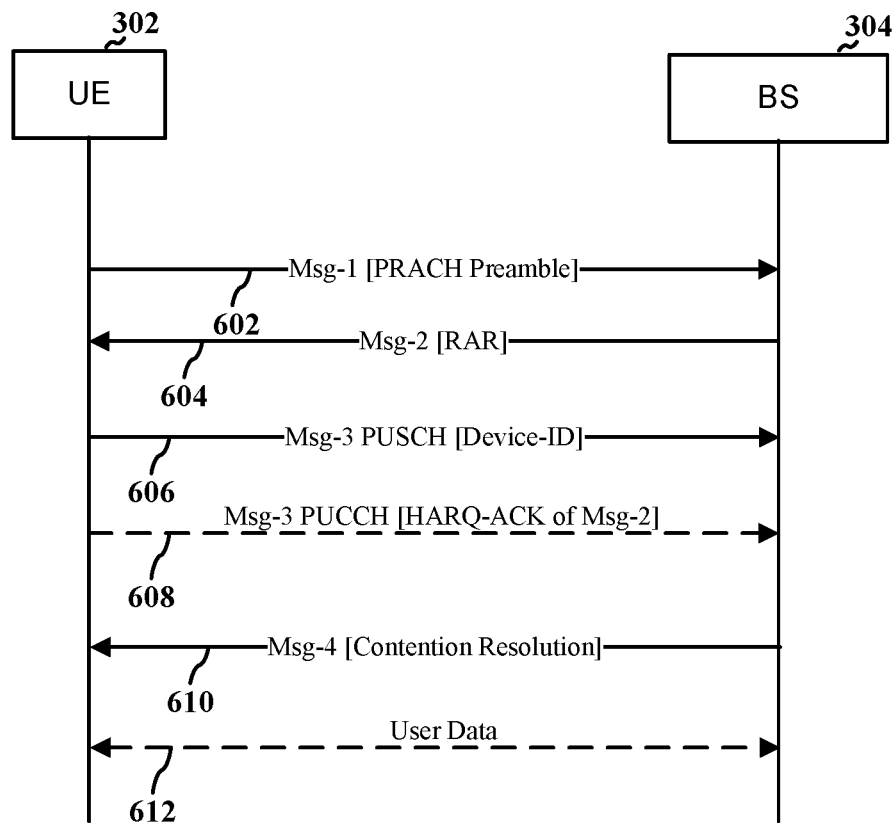 302
304
UE
BS
Msg-1 [PRACH Preamble]
602
Msg-2 [RAR]
604
Msg-3 PUSCH [Device-ID]
606
Msg-3 PUCCH [HARQ-ACK of Msg-2]
608
Msg-4 [Contention Resolution]
610
User Data
612